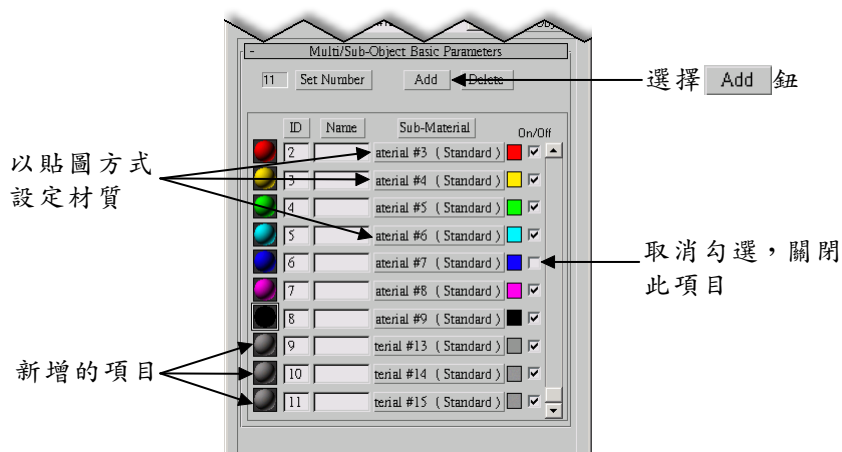 - Multi/Sub-Object Basic Parameters
11 Set Number Add Delete
選擇 Add 鈕
ID Name Sub-Material On/Off
2 aterial #3 ( Standard )
3 aterial #4 ( Standard )
4 aterial #5 ( Standard )
5 aterial #6 ( Standard )
6 aterial #7 ( Standard )
7 aterial #8 ( Standard )
8 aterial #9 ( Standard )
9 terial #13 ( Standard )
10 terial #14 ( Standard )
11 terial #15 ( Standard )
以貼圖方式
設定材質
取消勾選，關閉
此項目
新增的項目